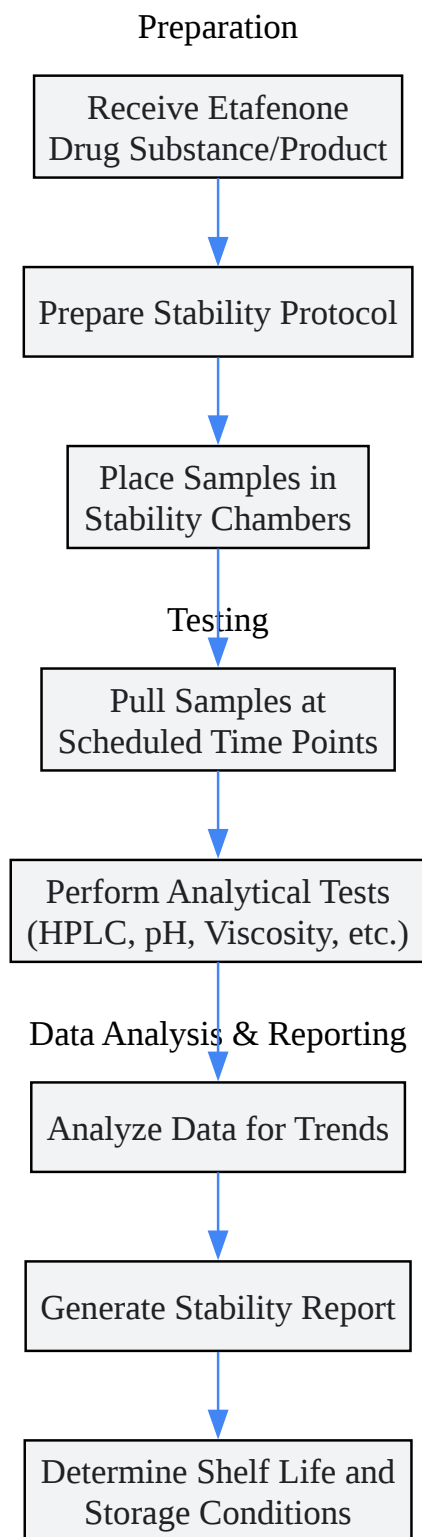 Preparation
Receive Etafenone
Drug Substance/Product
Prepare Stability Protocol
Place Samples in
Stability Chambers
Testing
Pull Samples at
Scheduled Time Points
Perform Analytical Tests
(HPLC, pH, Viscosity, etc.)
Data Analysis & Reporting
Analyze Data for Trends
Generate Stability Report
Determine Shelf Life and
Storage Conditions